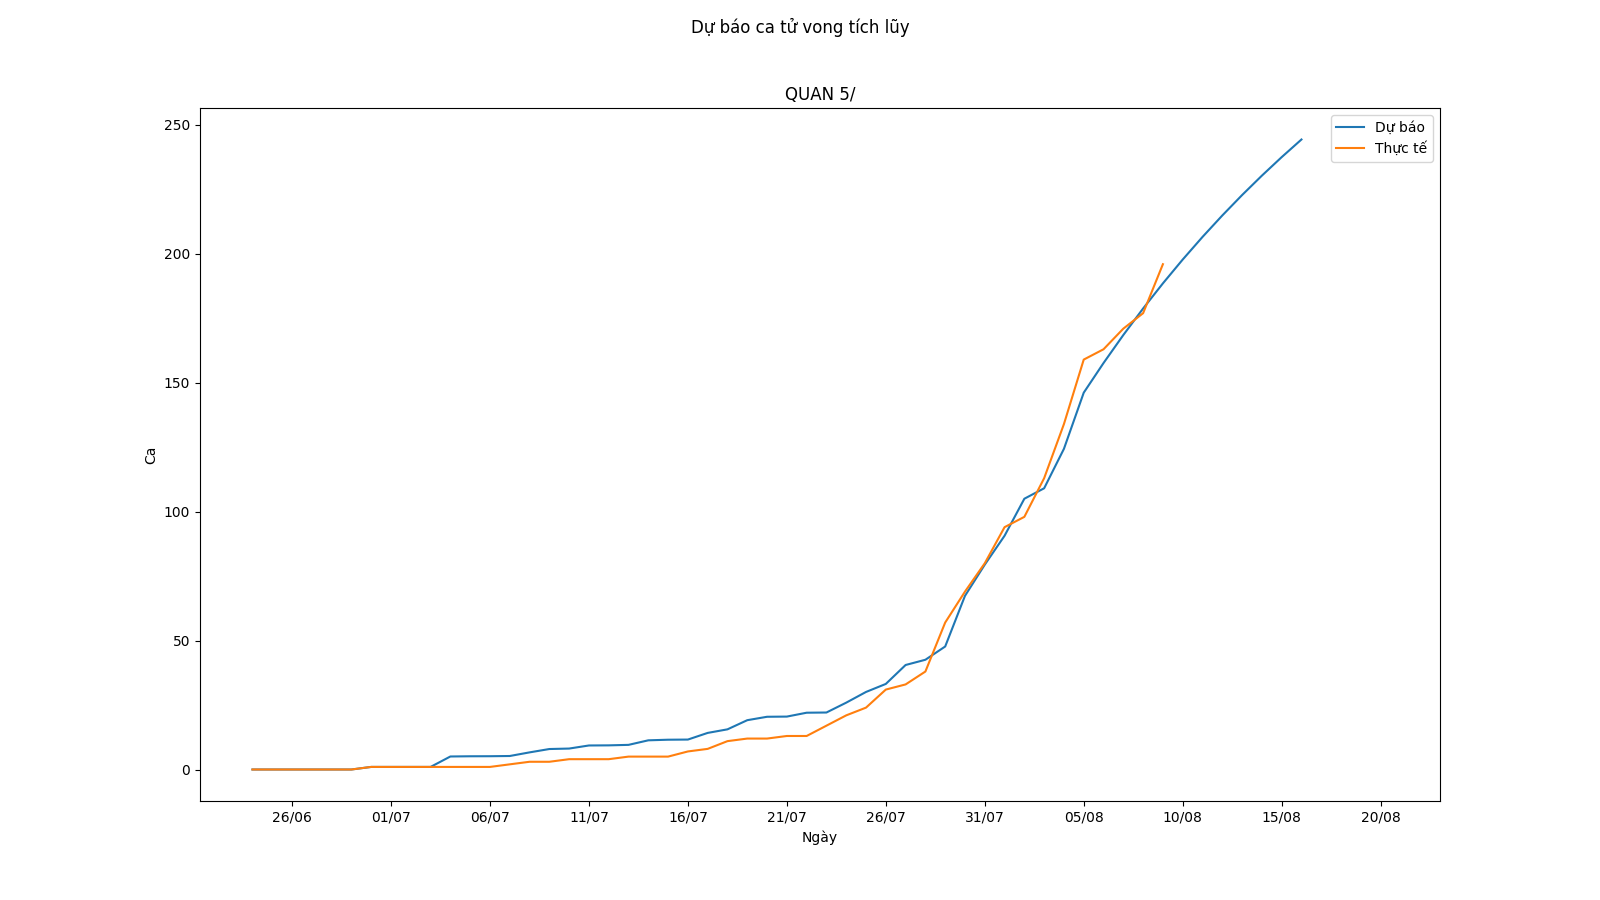 Dự báo ca tử vong tích lũy
QUAN 5/
Dự báo
Thực tế
250
200
150
100
50
0
Ca
26/06 01/07 06/07 11/07 16/07 21/07 26/07 31/07 05/08 10/08 15/08 20/08
Ngày